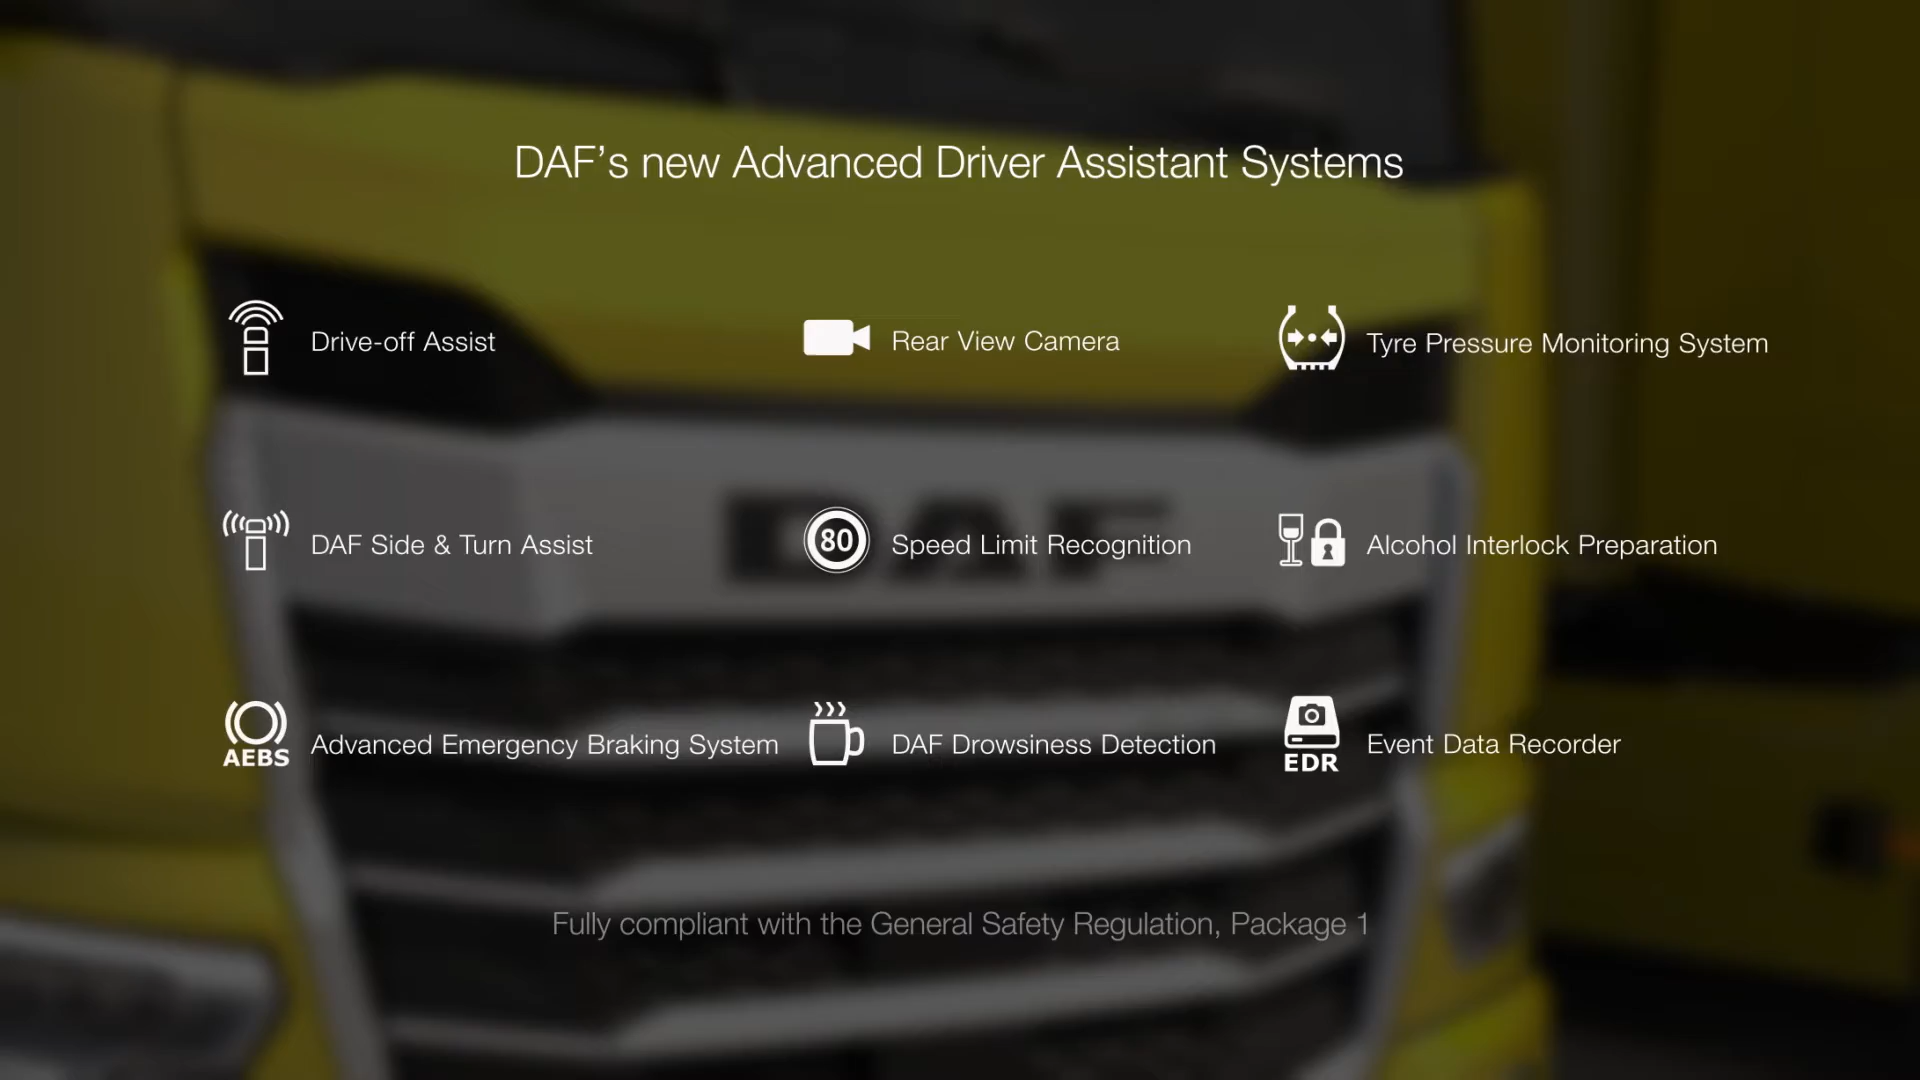 DAF's new Advanced Driver Assistant Systems
Drive-off Assist
Rear View Camera
Tyre Pressure Monitoring System
DAF
DAF Side & Turn Assist
80
Speed Limit Recognition
Alcohol Interlock Preparation
AEBS
Advanced Emergency Braking System
DAF Drowsiness Detection
EDR
Event Data Recorder
Fully compliant with the General Safety Regulation, Package 1